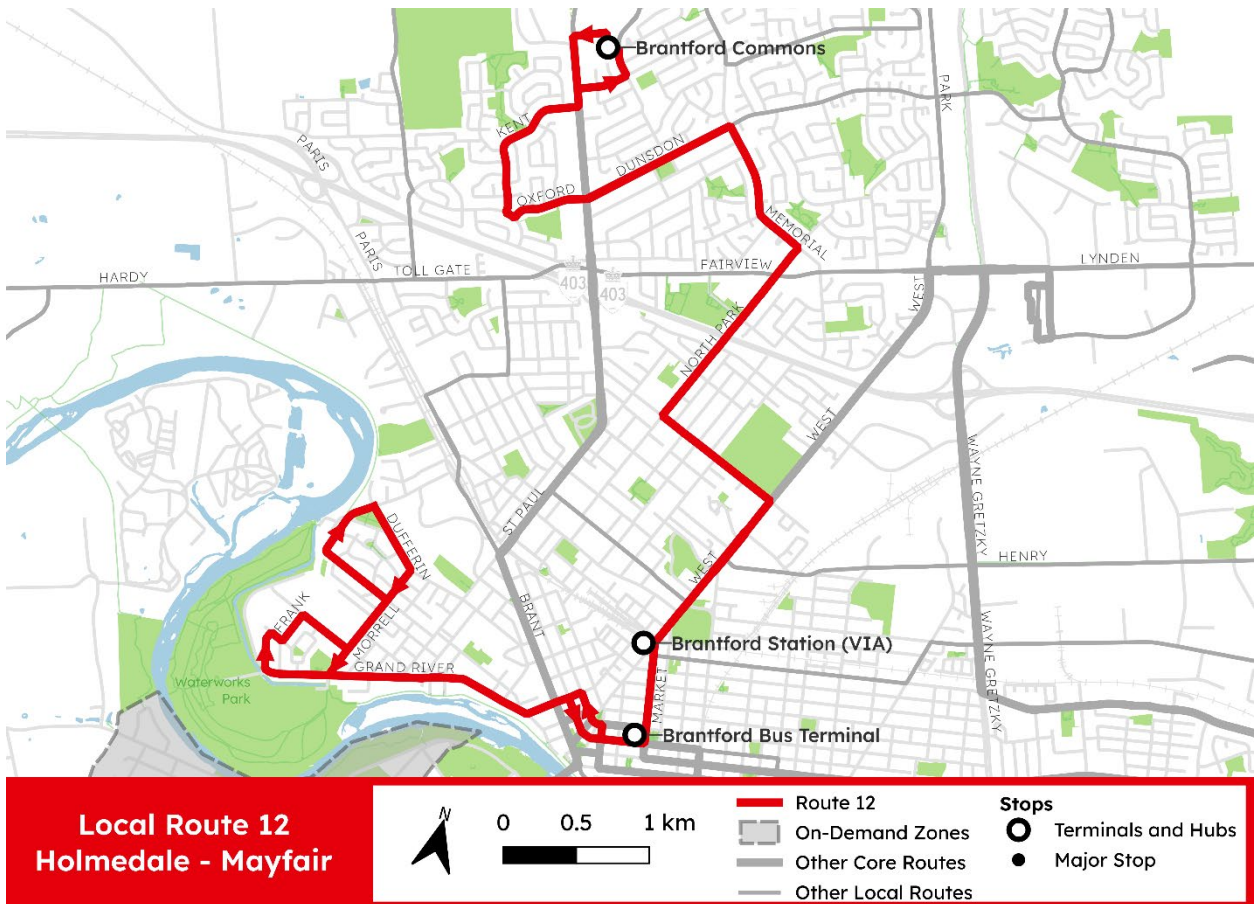 Brantford Commons
PARK
KENT
DUNSDON
PARIS
OXFORD
MEMORIAL
PARIS
HARDY
TOLL GATE
FAIRVIEW
LYNDEN
403
403
WEST
NORTH PARK
WEST
WAYNE GRETZKY
ST PAUL
DUFFERIN
HENRY
WEST
FRANK
MORRELL
BRANT
WAYNE GRETZKY
Brantford Station (VIA)
GRAND RIVER
Waterworks
Park
MARKET
Brantford Bus Terminal
Local Route 12
Holmedale - Mayfair
N
0 0.5 1 km
Route 12
On-Demand Zones
Other Core Routes
Other Local Routes
Stops
Terminals and Hubs
Major Stop